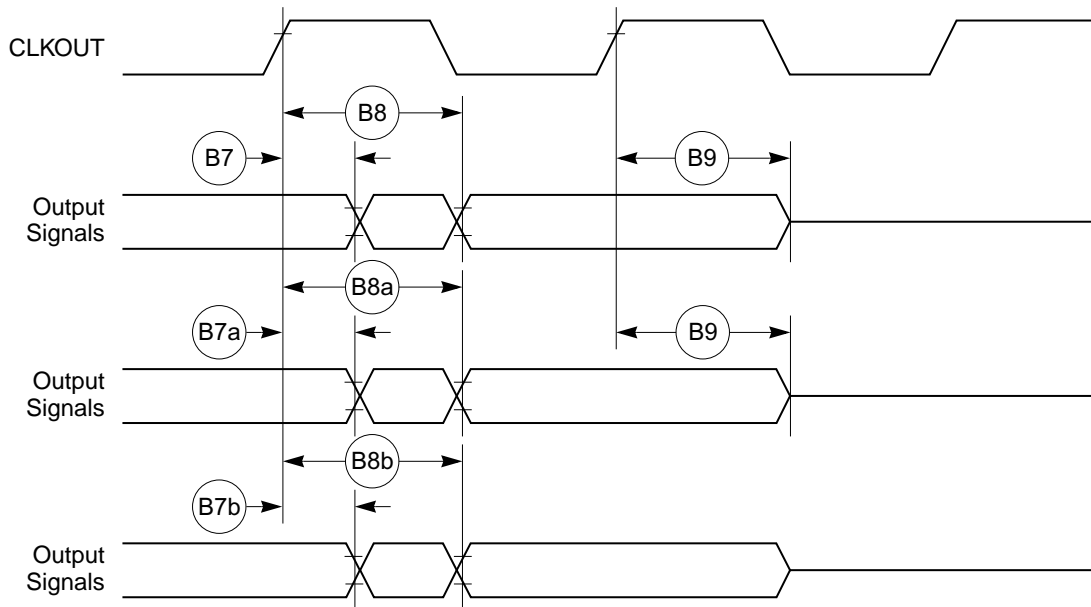 CLKOUT
B8
B7
B9
Output
Signals
B8a
B7a
B9
Output
Signals
B8b
B7b
Output
Signals